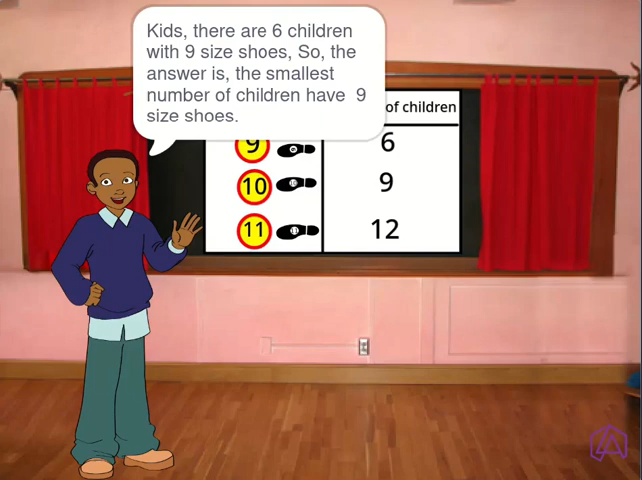 Kids, there are 6 children
with 9 size shoes, So, the
answer is, the smallest
number of children have 9
size shoes.
of children
9 6
10 9
11 12